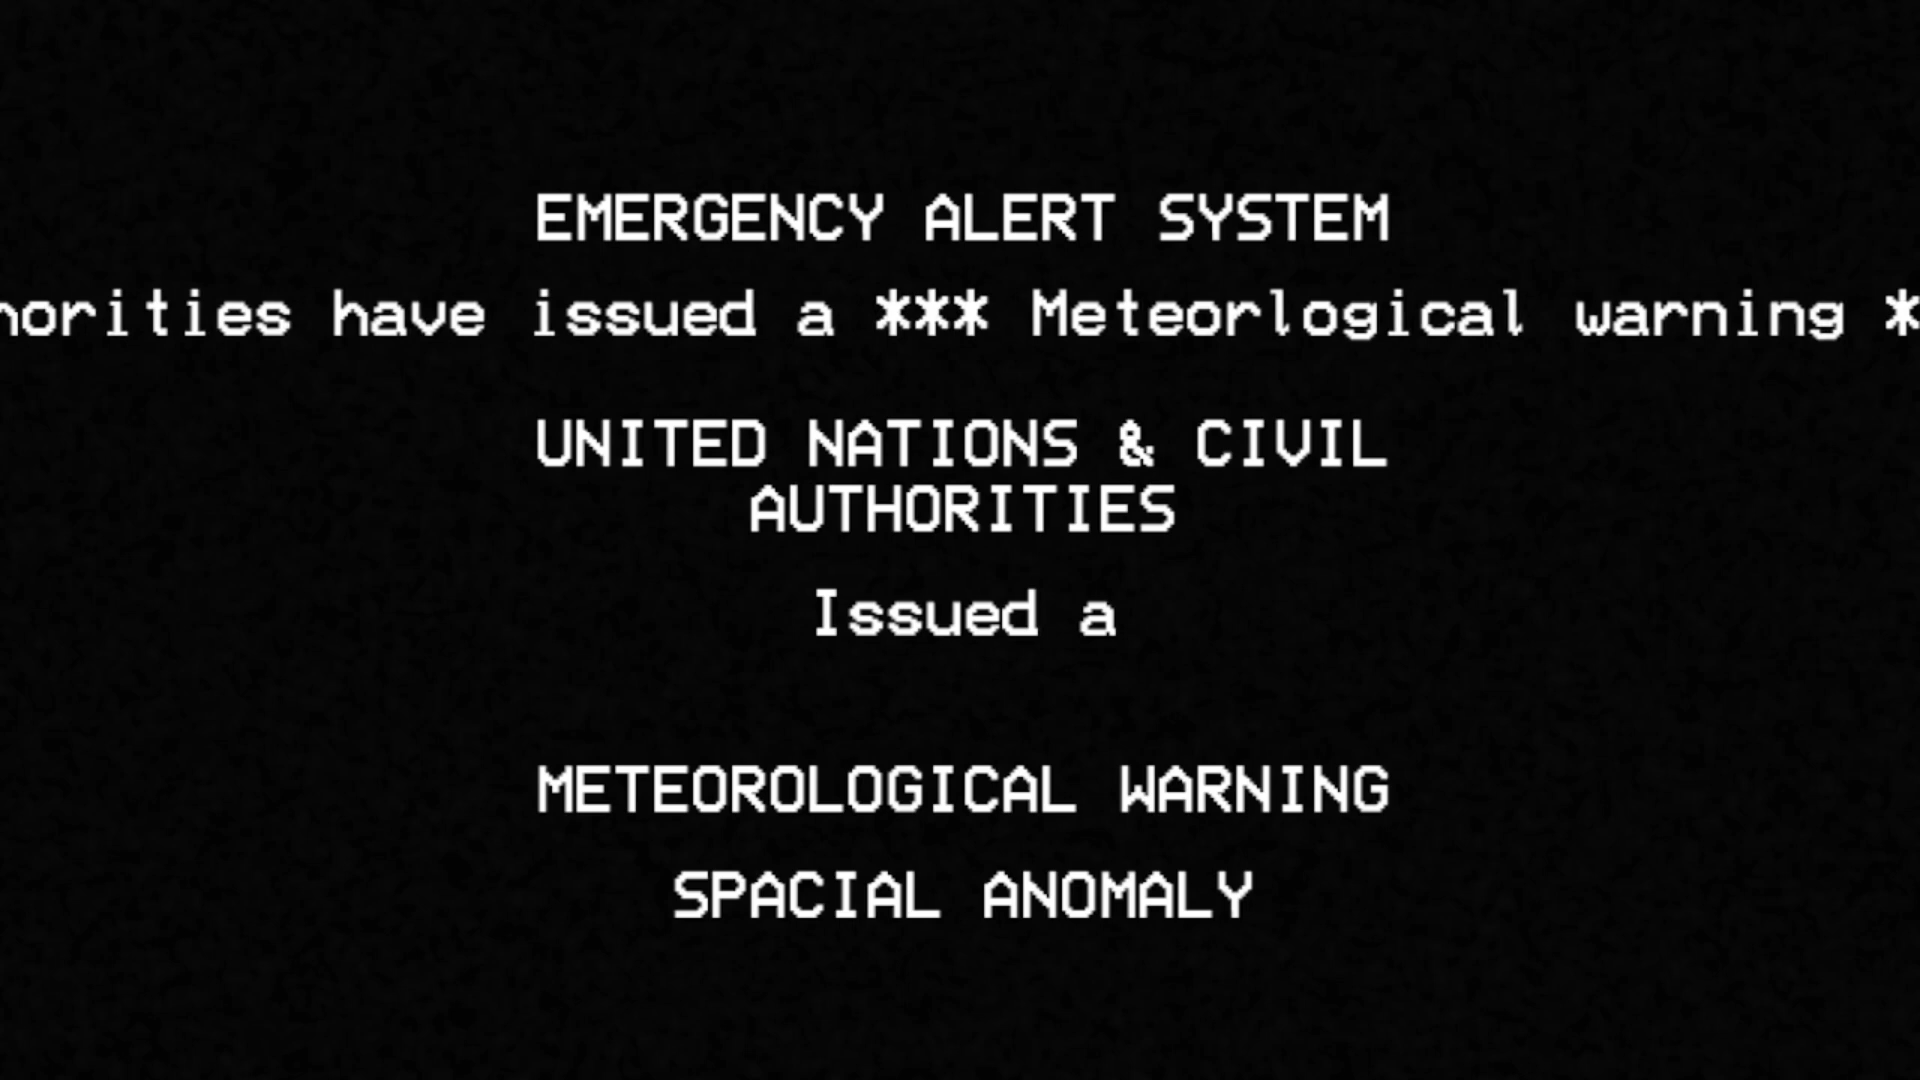 EMERGENCY ALERT SYSTEM
horities have issued a *** Meteorlogical warning *
UNITED NATIONS & CIVIL
AUTHORITIES
Issued a
METEOROLOGICAL WARNING
SPACIAL ANOMALY